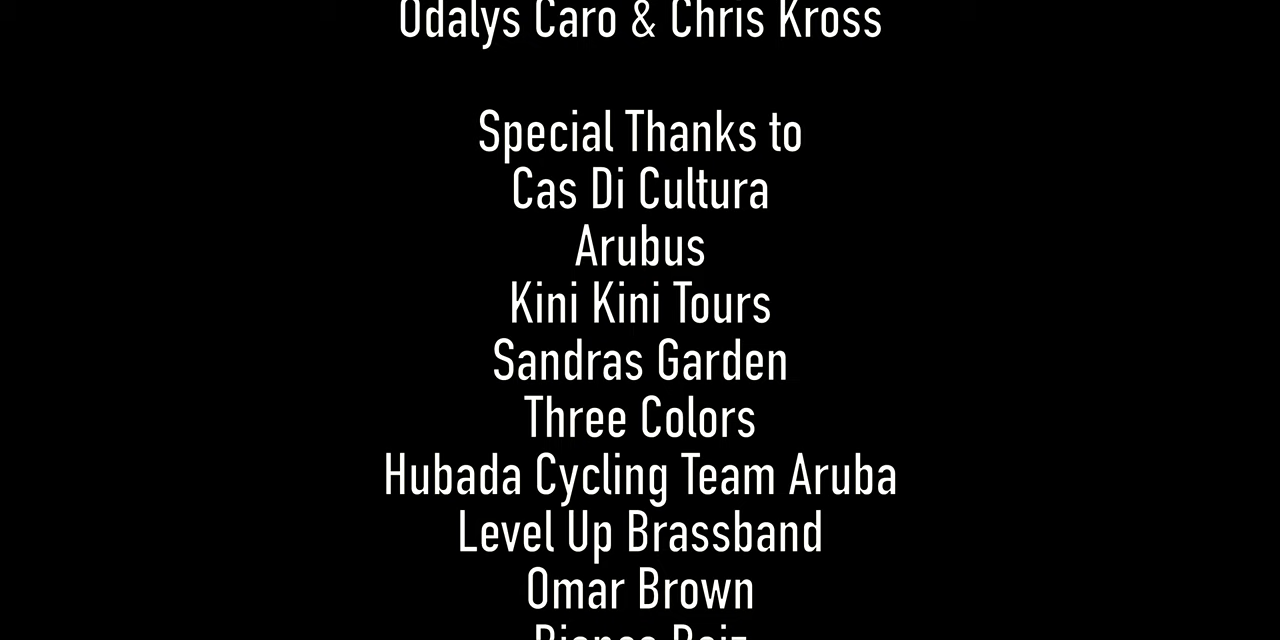 Odalys Caro & Chris Kross
Special Thanks to
Cas Di Cultura
Arubus
Kini Kini Tours
Sandras Garden
Three Colors
Hubada Cycling Team Aruba
Level Up Brassband
Omar Brown